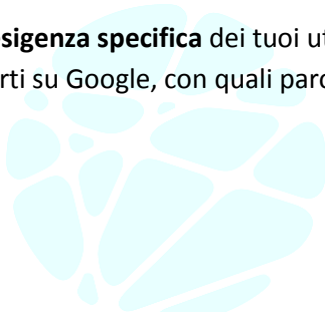 esigenza specifica dei tuoi ut
rti su Google, con quali paro